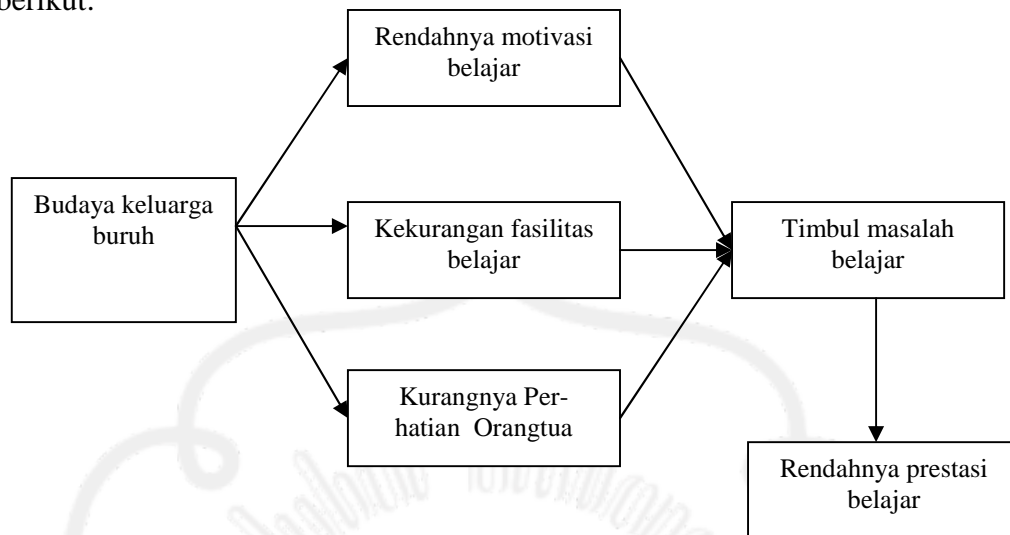 berikut:
Rendahnya motivasi
belajar
Budaya keluarga
buruh
Kekurangan fasilitas
belajar
Timbul masalah
belajar
Kurangnya Per-
hatian Orangtua
Rendahnya prestasi
belajar